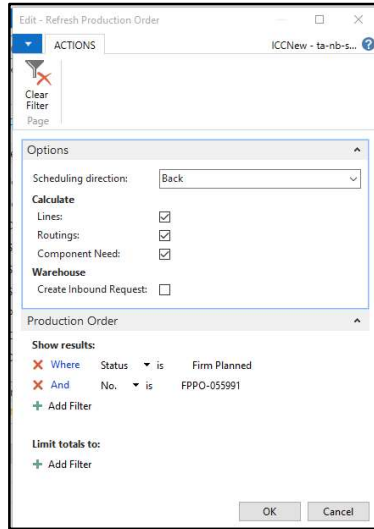 Edit - Refresh Production Order
ACTIONS
ICCNew - ta-nb-s...
Clear
Filter
Page
Options
Scheduling direction: Back
Calculate
Lines:
Routings:
Component Need:
Warehouse
Create Inbound Request:
Production Order
Show results:
Where Status is Firm Planned
And No. is FPPO-055991
Add Filter
Limit totals to:
Add Filter
OK Cancel